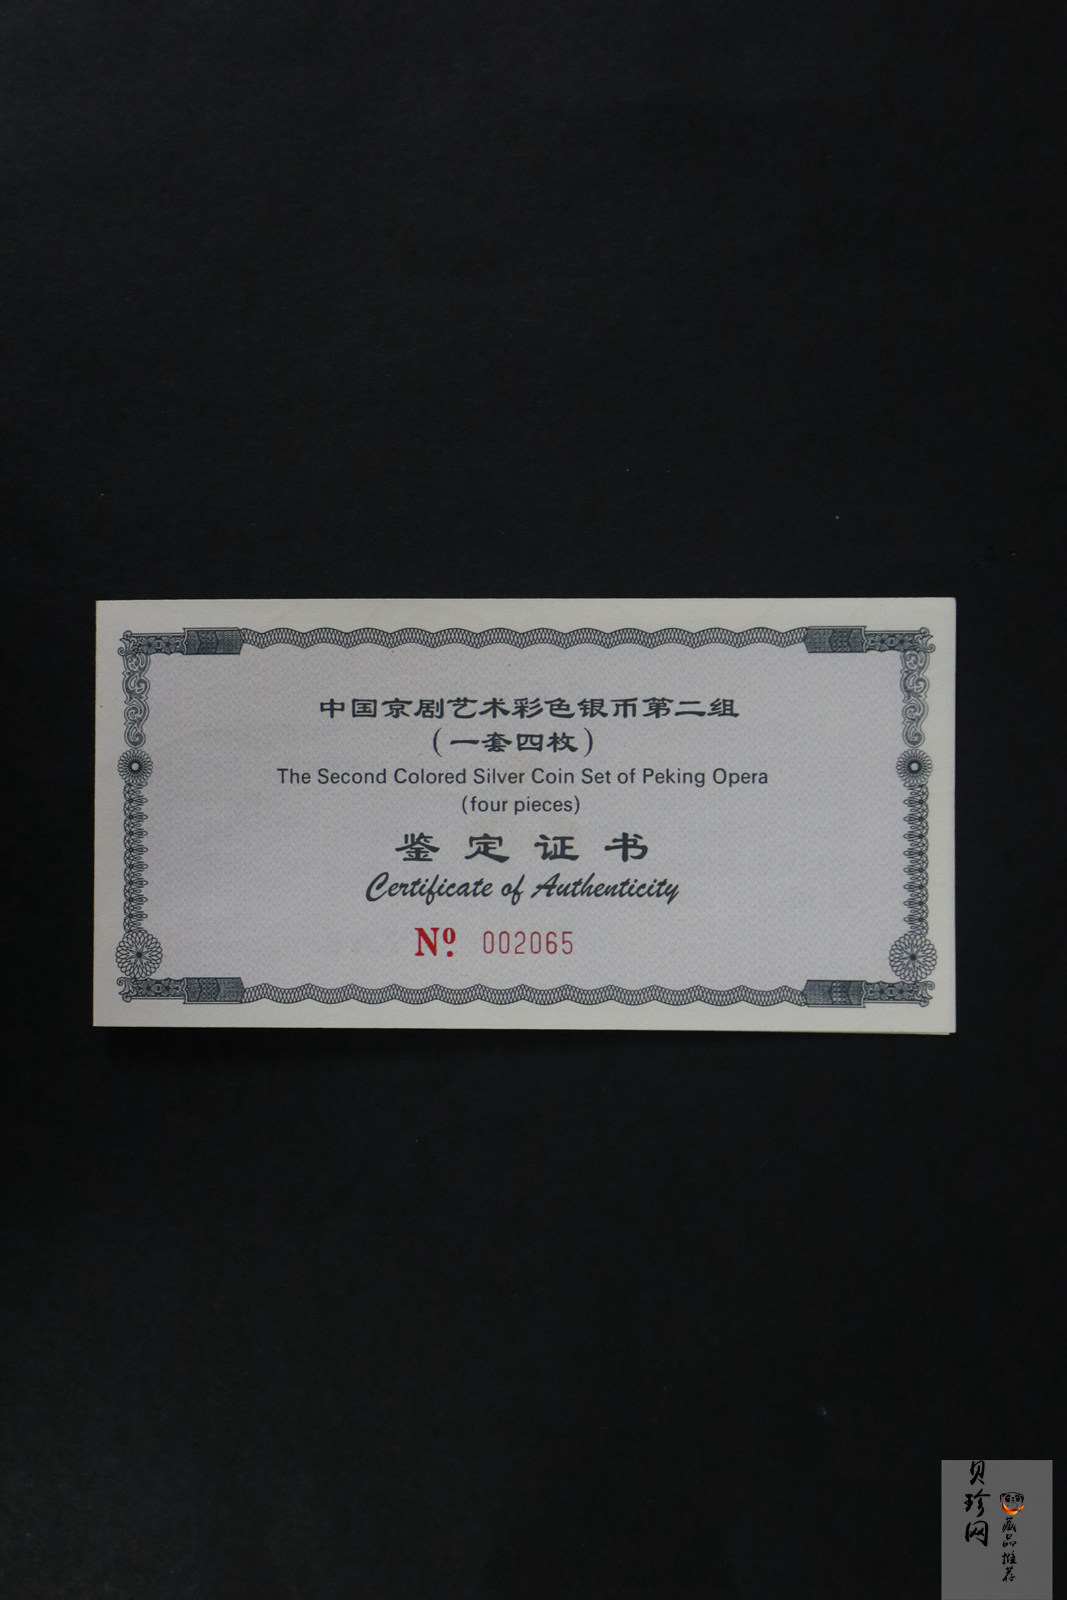 中国京剧艺术彩色银币第二组
(一套四枚)
The Second Colored Silver Coin Set of Peking Opera
(four pieces)
鉴定证书
Certificate of Authenticity
Nº. 002065
贝珍网
藏品推荐